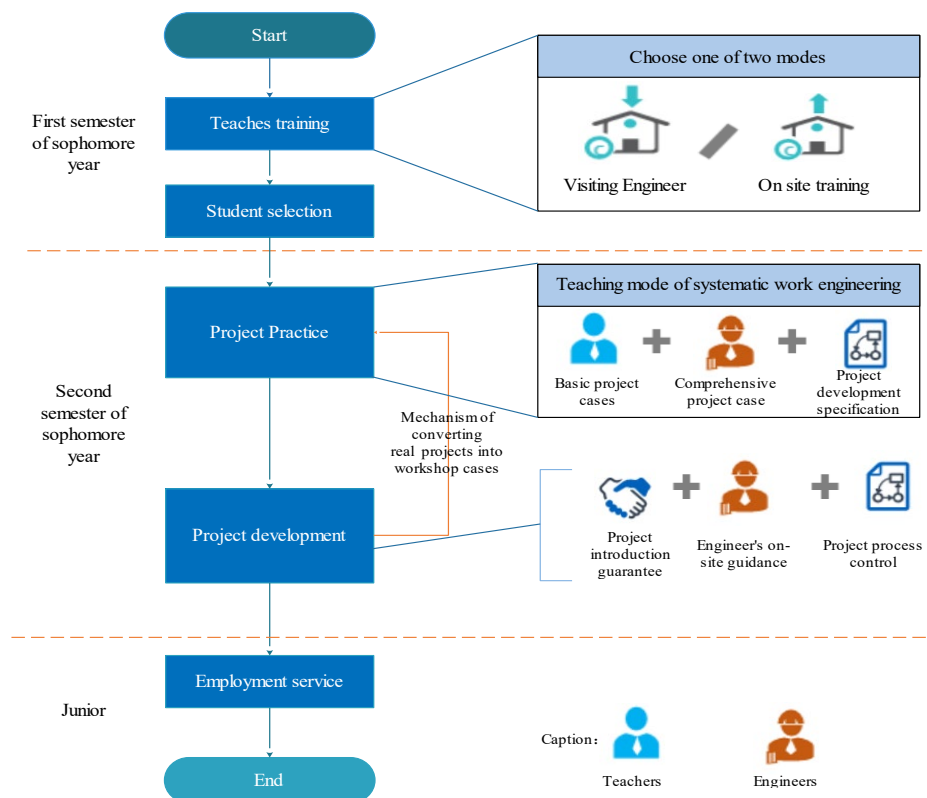 Start
Choose one of two modes
First semester
of sophomore
year
Teaches training
Visiting Engineer
On site training
Student selection
Teaching mode of systematic work engineering
Project Practice
Basic project
cases
Comprehensive
project case
Project
development
specification
Second
semester of
sophomore
year
Mechanism of
converting
real projects into
workshop cases
Project development
Project
introduction
guarantee
Engineer's on-
site guidance
Project process
control
Employment service
Junior
Caption：
Teachers
Engineers
End